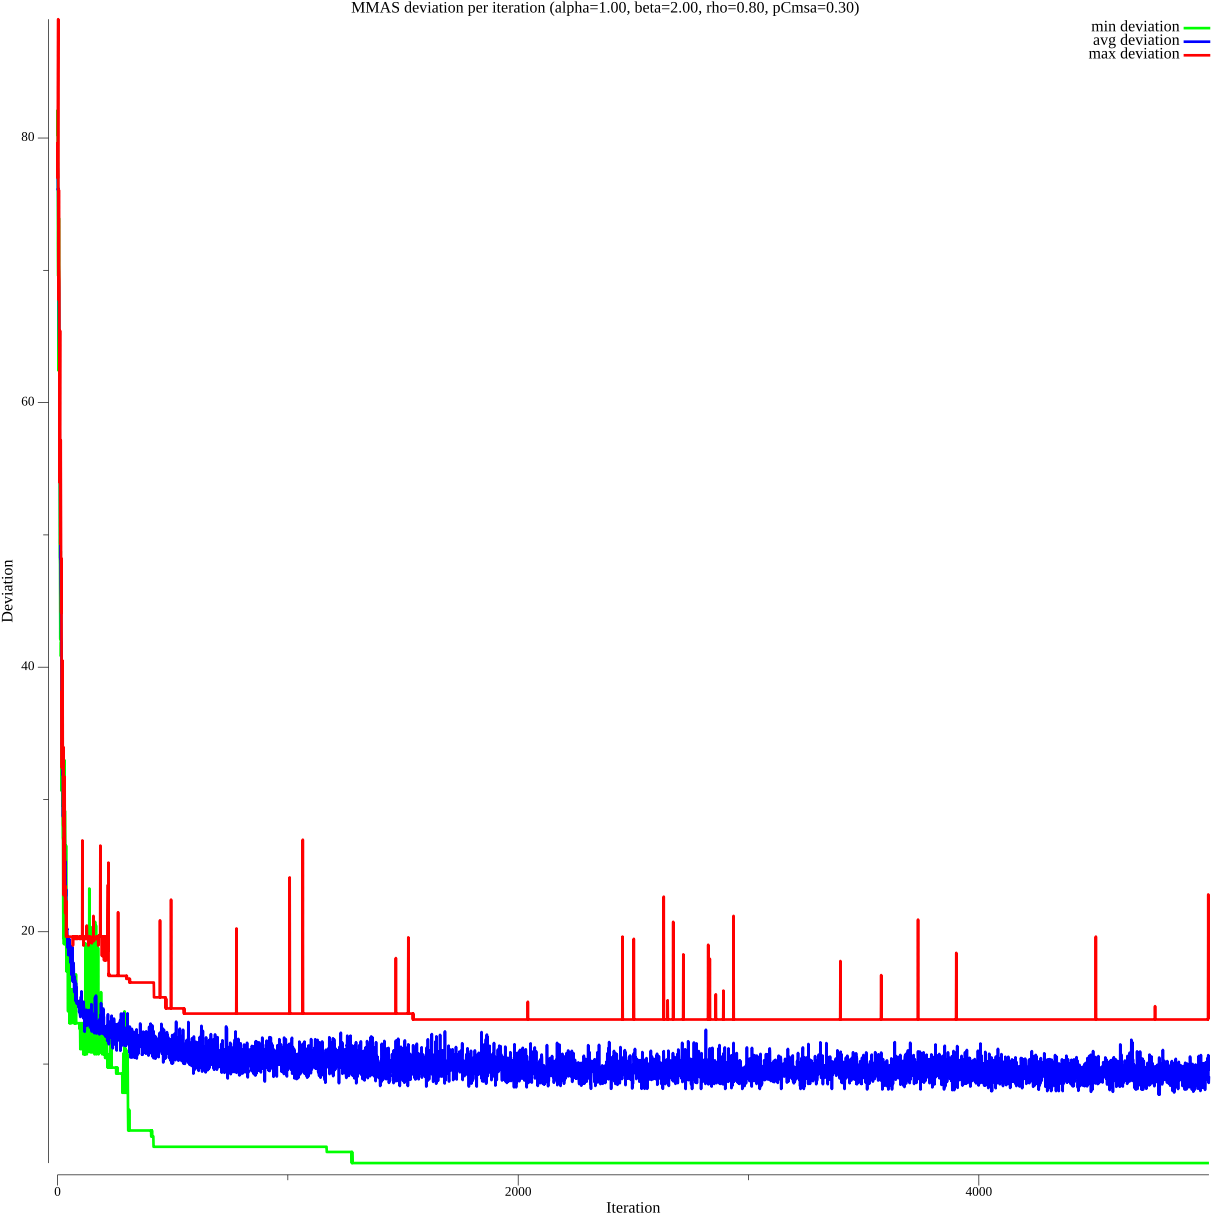 MMAS deviation per iteration (alpha=1.00, beta=2.00, rho=0.80, pCmsa=0.30)
min deviation
avg deviation
max deviation
80
60
40
20
Deviation
0
2000
4000
Iteration